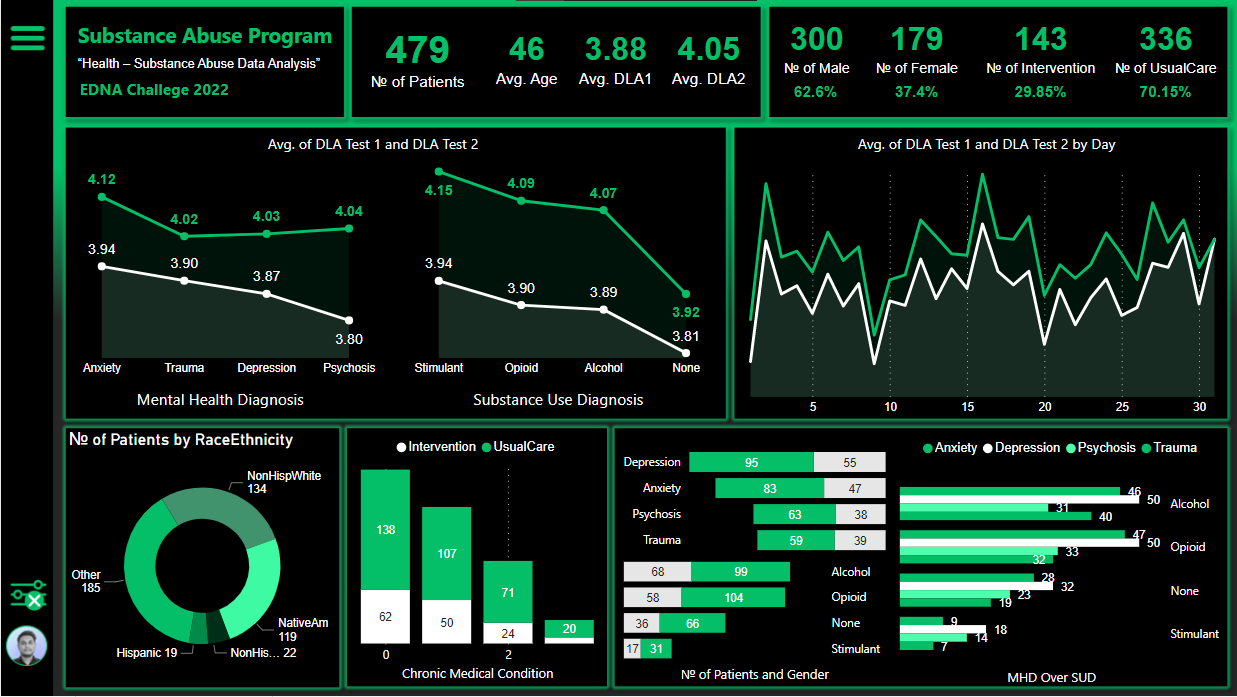 Substance Abuse Program
“Health – Substance Abuse Data Analysis”
EDNA Challege 2022
479
№ of Patients
46
Avg. Age
3.88
Avg. DLA1
4.05
Avg. DLA2
300
№ of Male
62.6%
179
№ of Female
37.4%
143
№ of Intervention
29.85%
336
№ of UsualCare
70.15%
Avg. of DLA Test 1 and DLA Test 2
4.12
4.02
4.03
4.04
3.94
3.90
3.87
3.80
Anxiety
Trauma
Depression
Psychosis
Mental Health Diagnosis
4.15
4.09
4.07
3.92
3.94
3.90
3.89
3.81
Stimulant
Opioid
Alcohol
None
Substance Use Diagnosis
Avg. of DLA Test 1 and DLA Test 2 by Day
5
10
15
20
25
30
№ of Patients by RaceEthnicity
NonHispWhite
134
Other
185
NativeAm
119
Hispanic 19
NonHis... 22
Intervention
UsualCare
138
107
71
20
62
50
24
0
2
Chronic Medical Condition
Depression
95
55
Anxiety
83
47
Psychosis
63
38
Trauma
59
39
68
99
Alcohol
58
104
Opioid
36
66
None
17
31
Stimulant
№ of Patients and Gender
Anxiety
Depression
Psychosis
Trauma
46
50
31
40
Alcohol
47
50
33
32
Opioid
28
32
23
19
None
9
18
14
7
Stimulant
MHD Over SUD